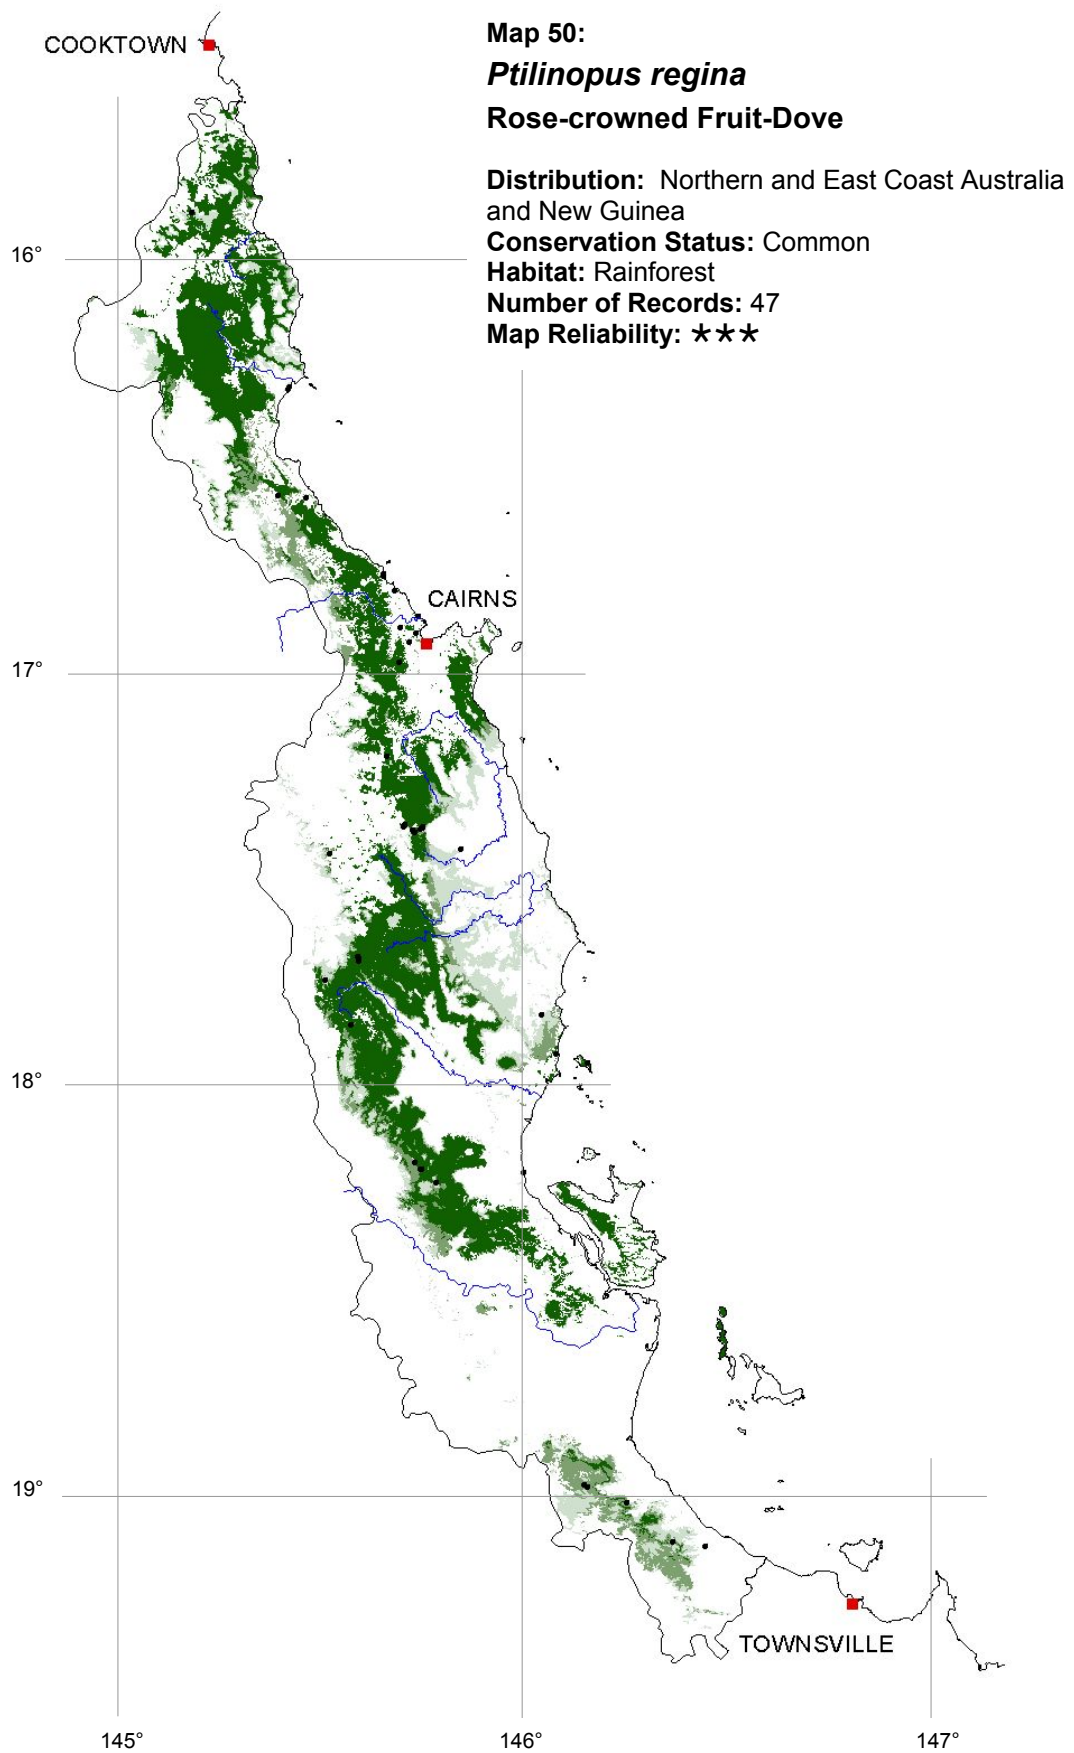 Map 50:
Ptilinopus regina
Rose-crowned Fruit-Dove
Distribution: Northern and East Coast Australia
and New Guinea
Conservation Status: Common
Habitat: Rainforest
Number of Records: 47
Map Reliability: ***
COOKTOWN
16°
CAIRNS
17°
18°
19°
TOWNSVILLE
145°
146°
147°